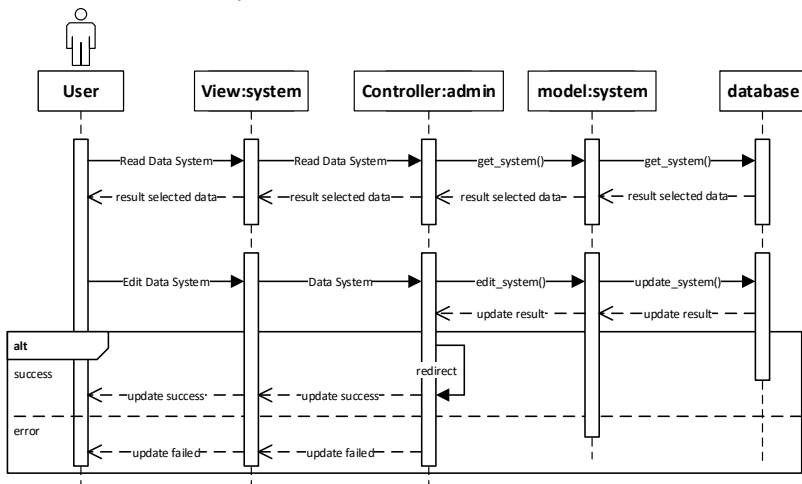 User
View:system
Controller:admin
model:system
database
Read Data System
Read Data System
get_system()
get_system()
result selected data
result selected data
result selected data
result selected data
Edit Data System
Data System
edit_system()
update_system()
update result
update result
alt
success
redirect
update success
update success
error
update failed
update failed